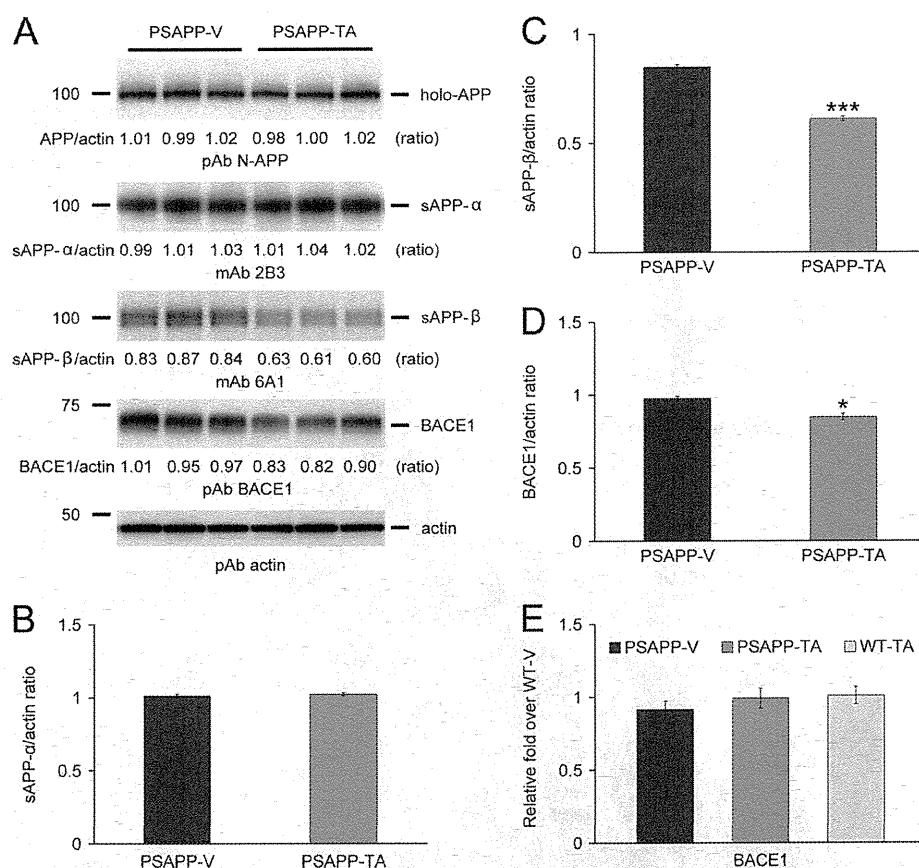 A
PSAPP-V PSAPP-TA
100 holo-APP
APP/actin 1.01 0.99 1.02 0.98 1.00 1.02 (ratio)
pAb N-APP
100 sAPP-α
sAPP-α/actin 0.99 1.01 1.03 1.01 1.04 1.02 (ratio)
mAb 2B3
100 sAPP-β
sAPP-β/actin 0.83 0.87 0.84 0.63 0.61 0.60 (ratio)
mAb 6A1
75 BACE1
BACE1/actin 1.01 0.95 0.97 0.83 0.82 0.90 (ratio)
pAb BACE1
50 actin
pAb actin
B
sAPP-α/actin ratio
1.5
1
0.5
0
PSAPP-V PSAPP-TA
C
sAPP-β/actin ratio
1
0.5
0
***
PSAPP-V PSAPP-TA
D
BACE1/actin ratio
1.5
1
0.5
0
*
PSAPP-V PSAPP-TA
E
Relative fold over WT-V
1.5
1
0.5
0
PSAPP-V PSAPP-TA WT-TA
BACE1